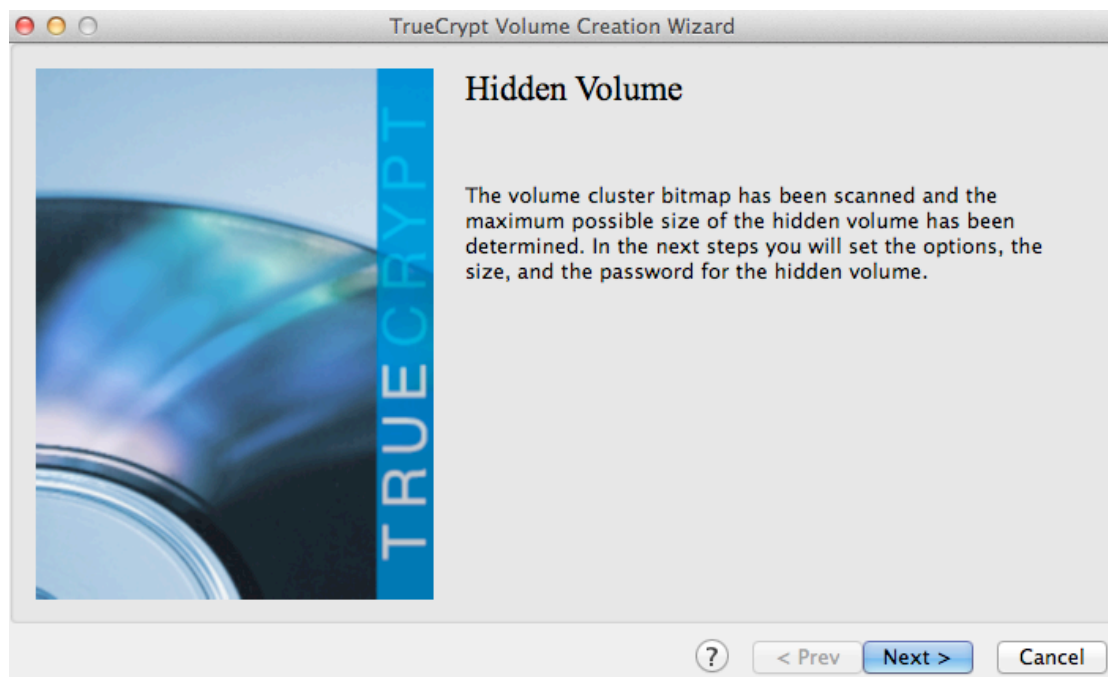 TrueCrypt Volume Creation Wizard
TRUECRYPT
Hidden Volume
The volume cluster bitmap has been scanned and the
maximum possible size of the hidden volume has been
determined. In the next steps you will set the options, the
size, and the password for the hidden volume.
?
< Prev
Next >
Cancel